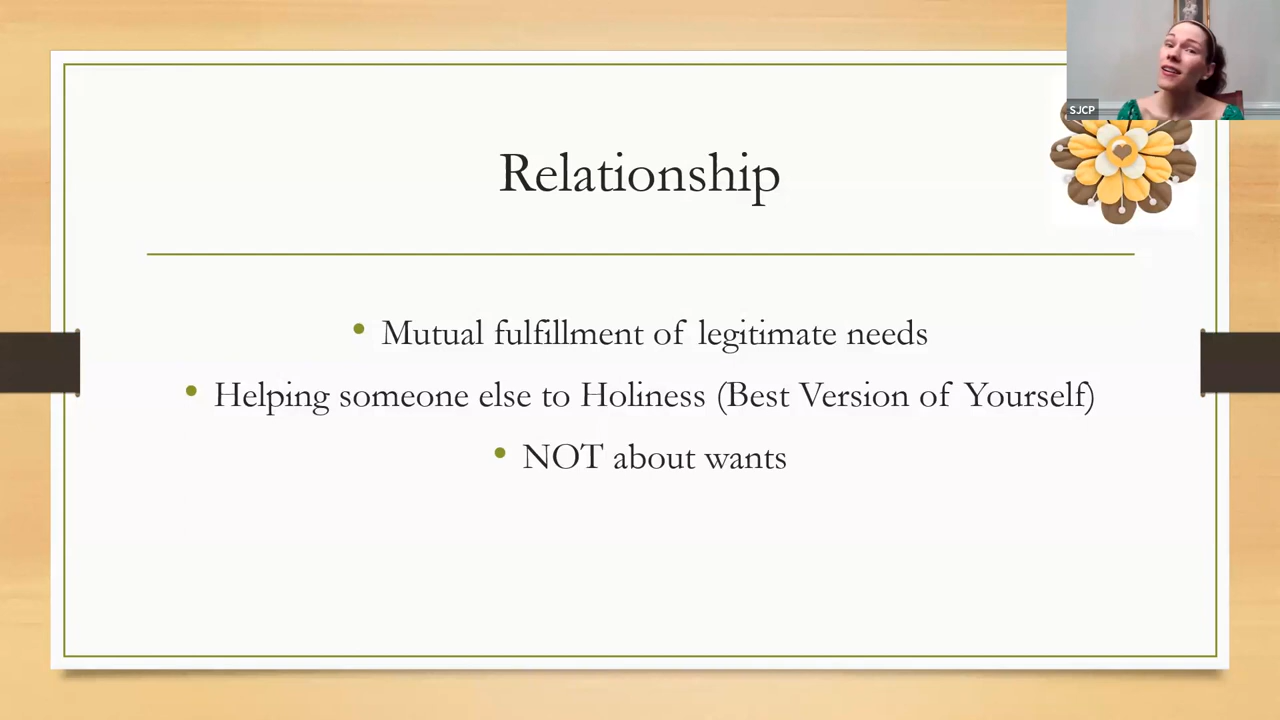 SJCP
Relationship
• Mutual fulfillment of legitimate needs
• Helping someone else to Holiness (Best Version of Yourself)
• NOT about wants